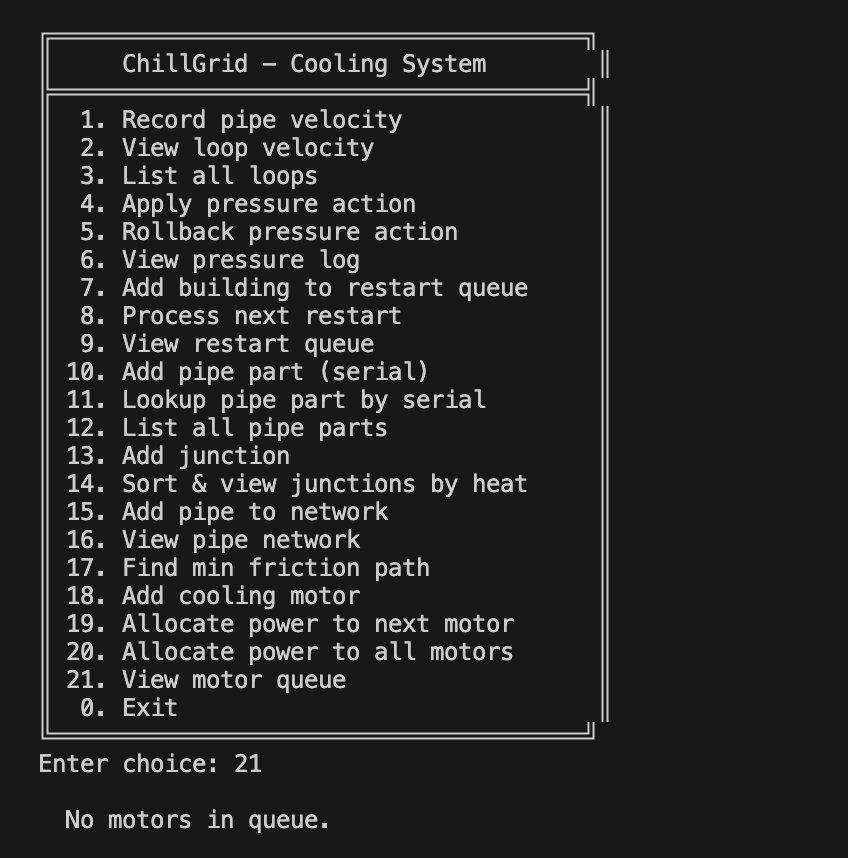 ChillGrid – Cooling System
1. Record pipe velocity
2. View loop velocity
3. List all loops
4. Apply pressure action
5. Rollback pressure action
6. View pressure log
7. Add building to restart queue
8. Process next restart
9. View restart queue
10. Add pipe part (serial)
11. Lookup pipe part by serial
12. List all pipe parts
13. Add junction
14. Sort & view junctions by heat
15. Add pipe to network
16. View pipe network
17. Find min friction path
18. Add cooling motor
19. Allocate power to next motor
20. Allocate power to all motors
21. View motor queue
0. Exit
Enter choice: 21
No motors in queue.